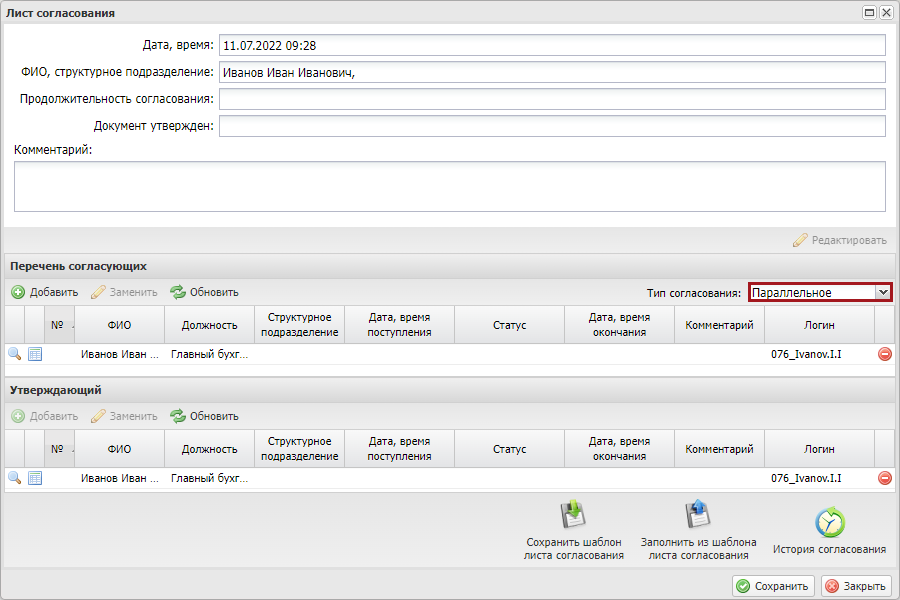 Лист согласования
Дата, время: 11.07.2022 09:28
ФИО, структурное подразделение: Иванов Иван Иванович,
Продолжительность согласования:
Документ утвержден:
Комментарий:
Редактировать
Перечень согласующих
Добавить Заменить Обновить Тип согласования: Параллельное
№ ФИО Должность Структурное подразделение Дата, время поступления Статус Дата, время окончания Комментарий Логин
Иванов Иван ... Главный бухг... 076_Ivanov.I.I
Утверждающий
Добавить Заменить Обновить
№ ФИО Должность Структурное подразделение Дата, время поступления Статус Дата, время окончания Комментарий Логин
Иванов Иван ... Главный бухг... 076_Ivanov.I.I
Сохранить шаблон листа согласования
Заполнить из шаблона листа согласования
История согласования
Сохранить Закрыть